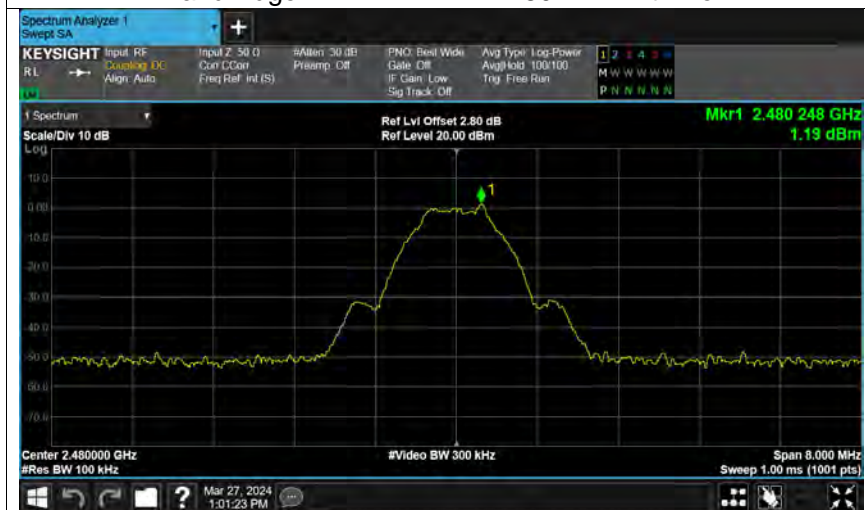 Spectrum Analyzer 1
Swept SA
+
KEYSIGHT Input: RF Input Z: 50 Ω #Atten: 30 dB PNO: Best Wide Avg Type: Log-Power 1 2 3 4 5 6
RL Coupling: DC Corr CCorr Preamp: Off Gate: Off Avg|Hold: 100/100 M W W W W W
Align: Auto Freq Ref: Int (S) IF Gain: Low Trig: Free Run
Sig Track: Off P N N N N N
1 Spectrum Ref Lvl Offset 2.80 dB Mkr1 2.480 248 GHz
Scale/Div 10 dB Ref Level 20.00 dBm 1.19 dBm
Log
10.0
1
0.00
-10.0
-20.0
-30.0
-40.0
-50.0
-60.0
-70.0
Center 2.480000 GHz #Video BW 300 kHz Span 8.000 MHz
#Res BW 100 kHz Sweep 1.00 ms (1001 pts)
? Mar 27, 2024
1:01:23 PM